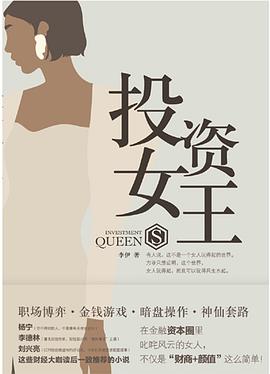 投资女王
INVESTMENT
QUEEN
S
李伊 著
有人说，这不是一个女人玩得起的世界。
方寻只想证明，这个世界，
女人玩得起，而且可以玩得风生水起。
职场博弈·金钱游戏·暗盘操作·神仙套路
杨宁
李德林
刘兴亮
这些财经大咖读后一致推荐的小说
在金融资本圈里
叱咤风云的女人，
不仅是“财商+颜值”这么简单！